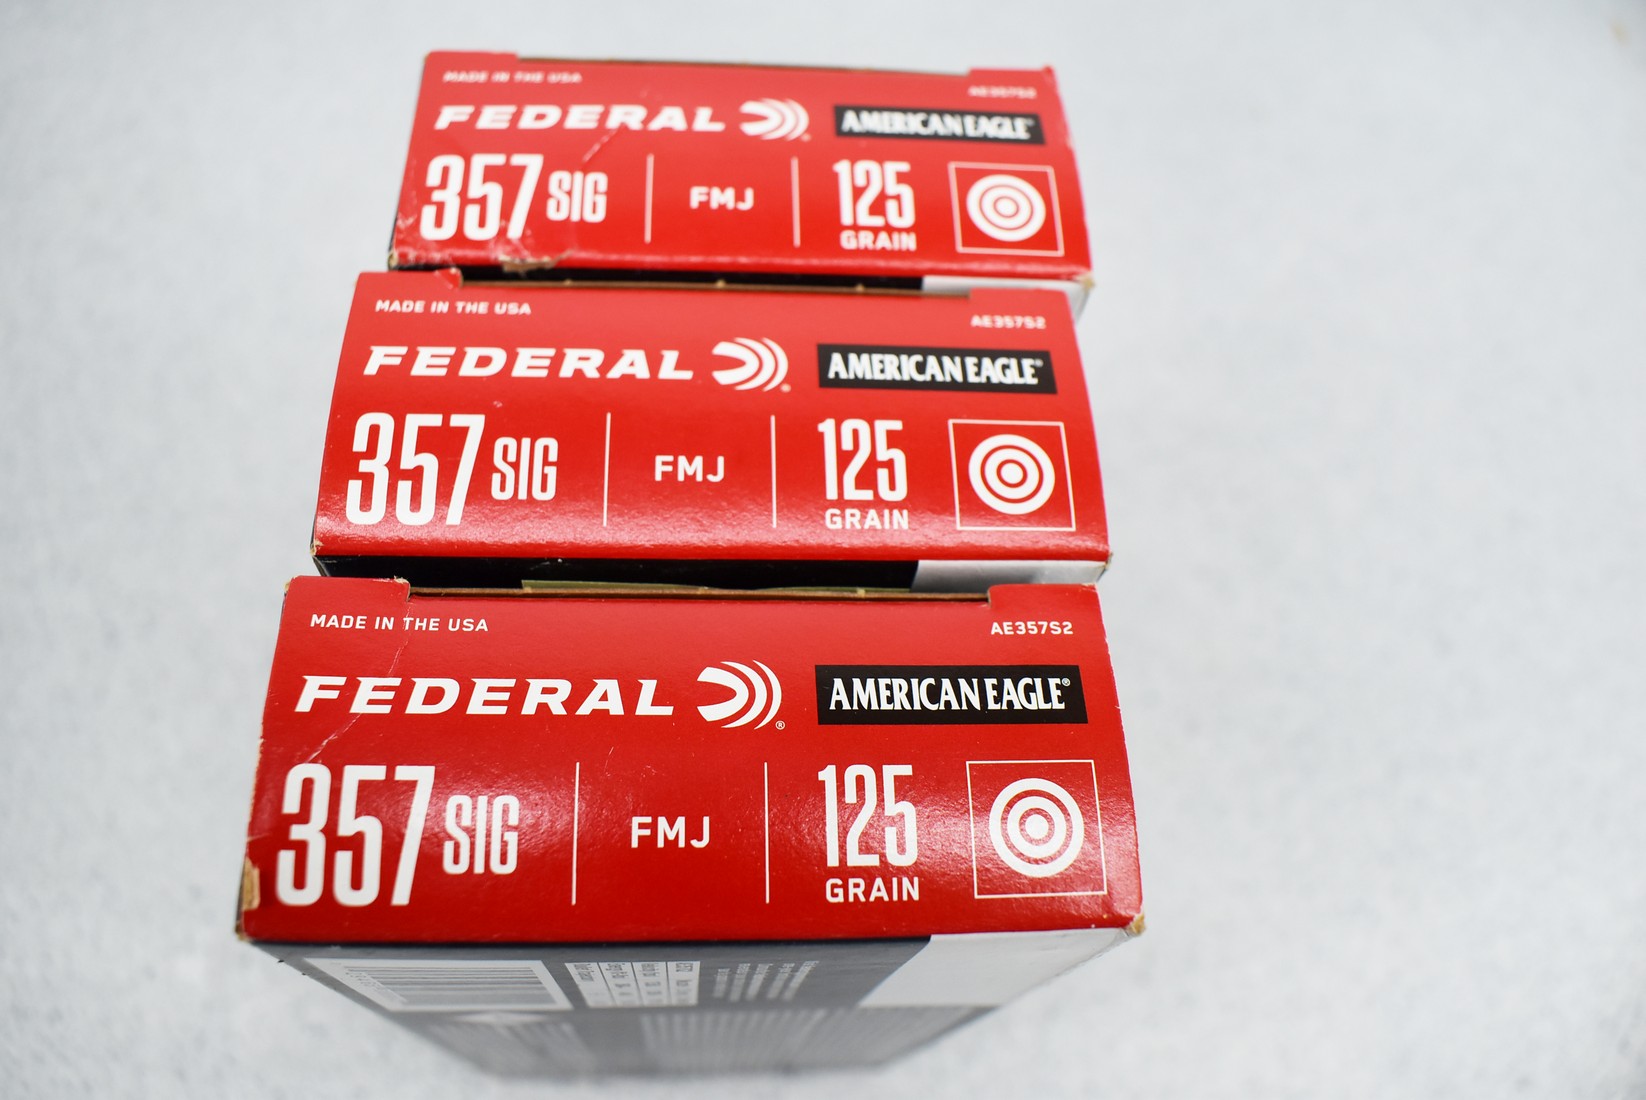 MADE IN THE USA
AE357S2
FEDERAL® AMERICAN EAGLE®
357 SIG FMJ 125 GRAIN
MADE IN THE USA
AE357S2
FEDERAL® AMERICAN EAGLE®
357 SIG FMJ 125 GRAIN
MADE IN THE USA
AE357S2
FEDERAL® AMERICAN EAGLE®
357 SIG FMJ 125 GRAIN